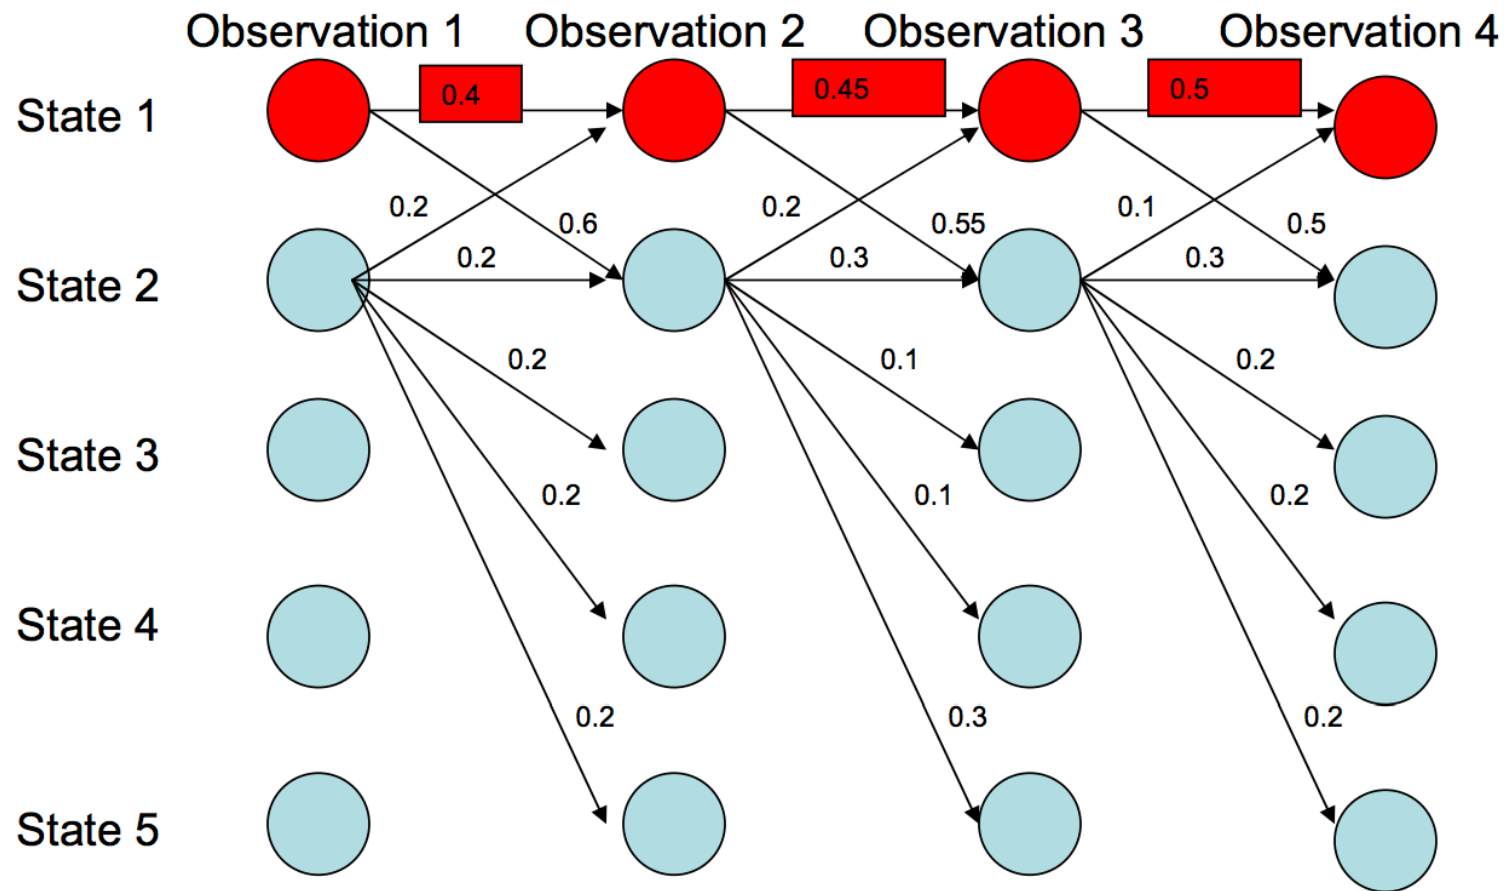 Observation 1 Observation 2 Observation 3 Observation 4
State 1 0.4 0.45 0.5
0.2 0.6 0.2 0.55 0.1 0.5
State 2 0.2 0.3 0.3
0.2 0.1 0.2
State 3
0.2 0.1 0.2
State 4
0.2 0.3 0.2
State 5